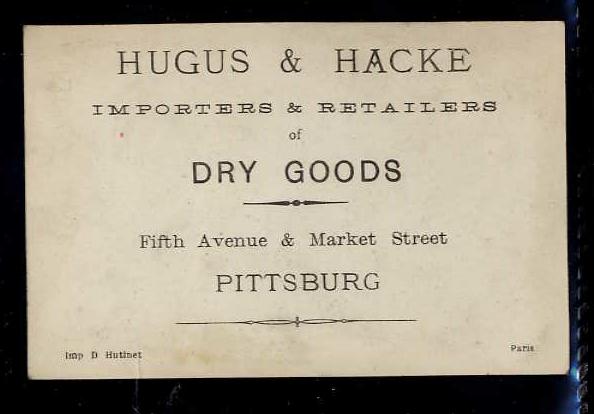 HUGUS & HACKE
IMPORTERS & RETAILERS
of
DRY GOODS
Fifth Avenue & Market Street
PITTSBURG
Imp D Hutinet Paris